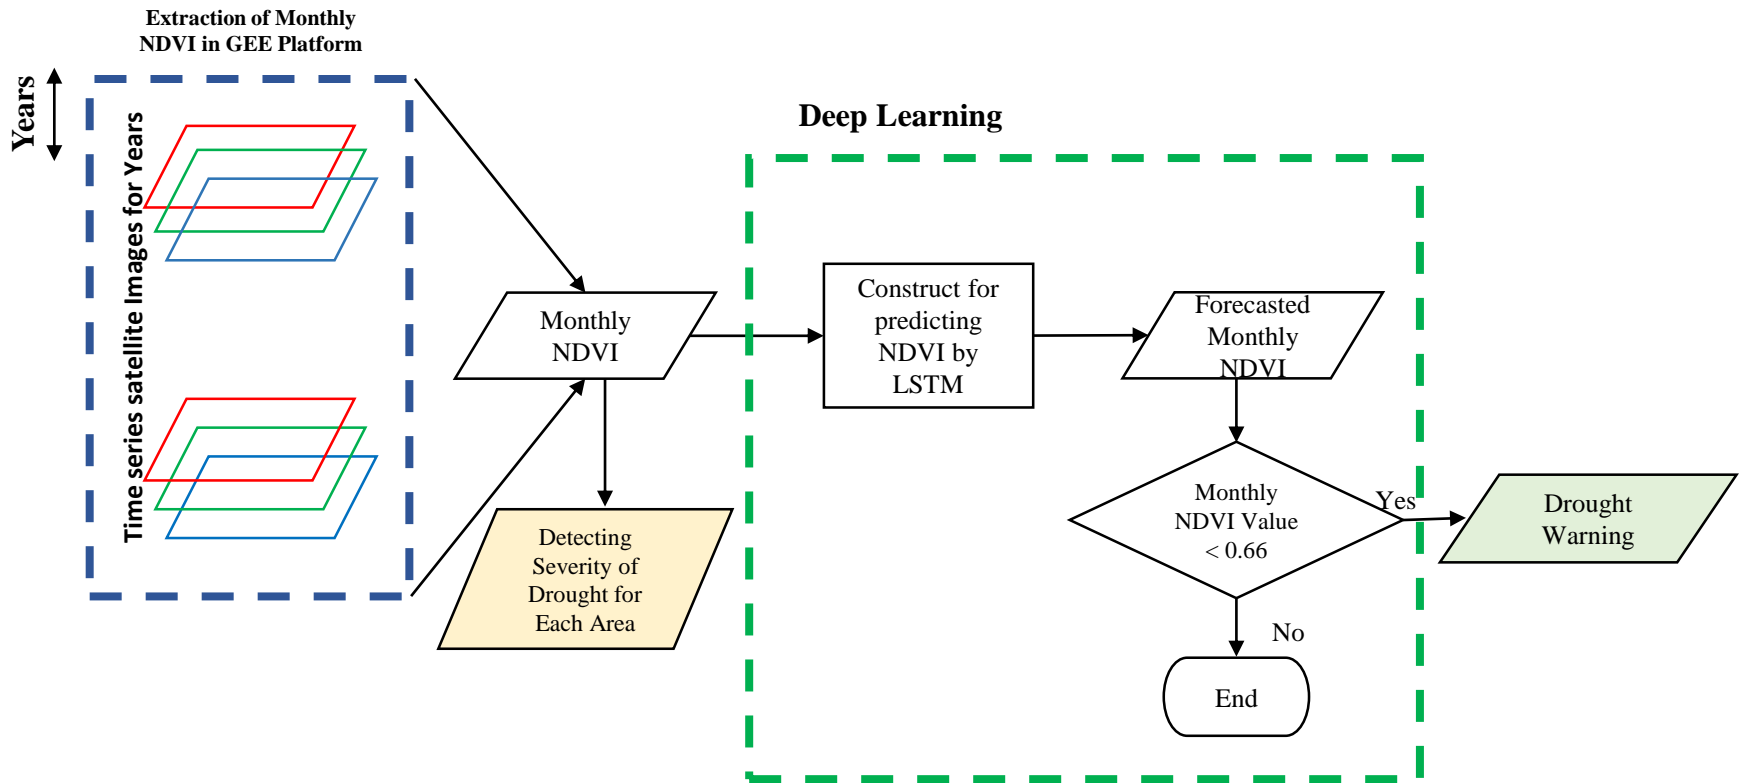 Extraction of Monthly
NDVI in GEE Platform
Years
Time series satellite Images for Years
Monthly
NDVI
Detecting
Severity of
Drought for
Each Area
Deep Learning
Construct for
predicting
NDVI by
LSTM
Forecasted
Monthly
NDVI
Monthly
NDVI Value
< 0.66
Yes
Drought
Warning
No
End